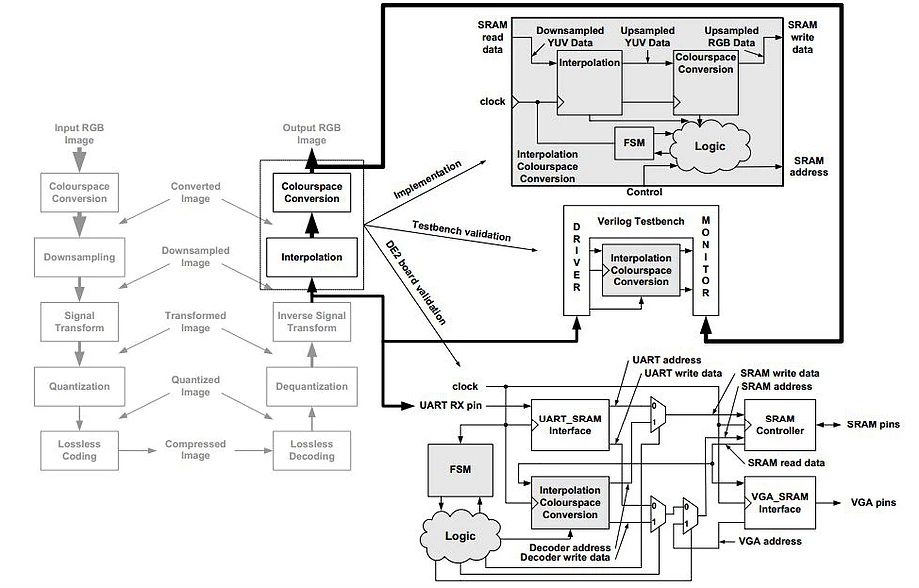 Input RGB
Image
Colourspace
Conversion
Downsampling
Signal
Transform
Quantization
Lossless
Coding
Converted
Image
Downsampled
Image
Transformed
Image
Quantized
Image
Compressed
Image
Output RGB
Image
Colourspace
Conversion
Interpolation
Inverse Signal
Transform
Dequantization
Lossless
Decoding
Implementation
Testbench validation
DE2 board validation
SRAM
read
data
Downsampled
YUV Data
Upsampled
YUV Data
Upsampled
RGB Data
SRAM
write
data
Interpolation
Colourspace
Conversion
clock
FSM
Logic
Interpolation
Colourspace
Conversion
SRAM
address
Control
Verilog Testbench
DRIVER
MONITOR
Interpolation
Colourspace
Conversion
UART address
UART write data
SRAM write data
SRAM address
clock
UART RX pin
UART_SRAM
Interface
0
1
SRAM
Controller
SRAM pins
SRAM read data
FSM
Interpolation
Colourspace
Conversion
0
1
0
1
VGA_SRAM
Interface
VGA pins
Logic
Decoder address
Decoder write data
VGA address